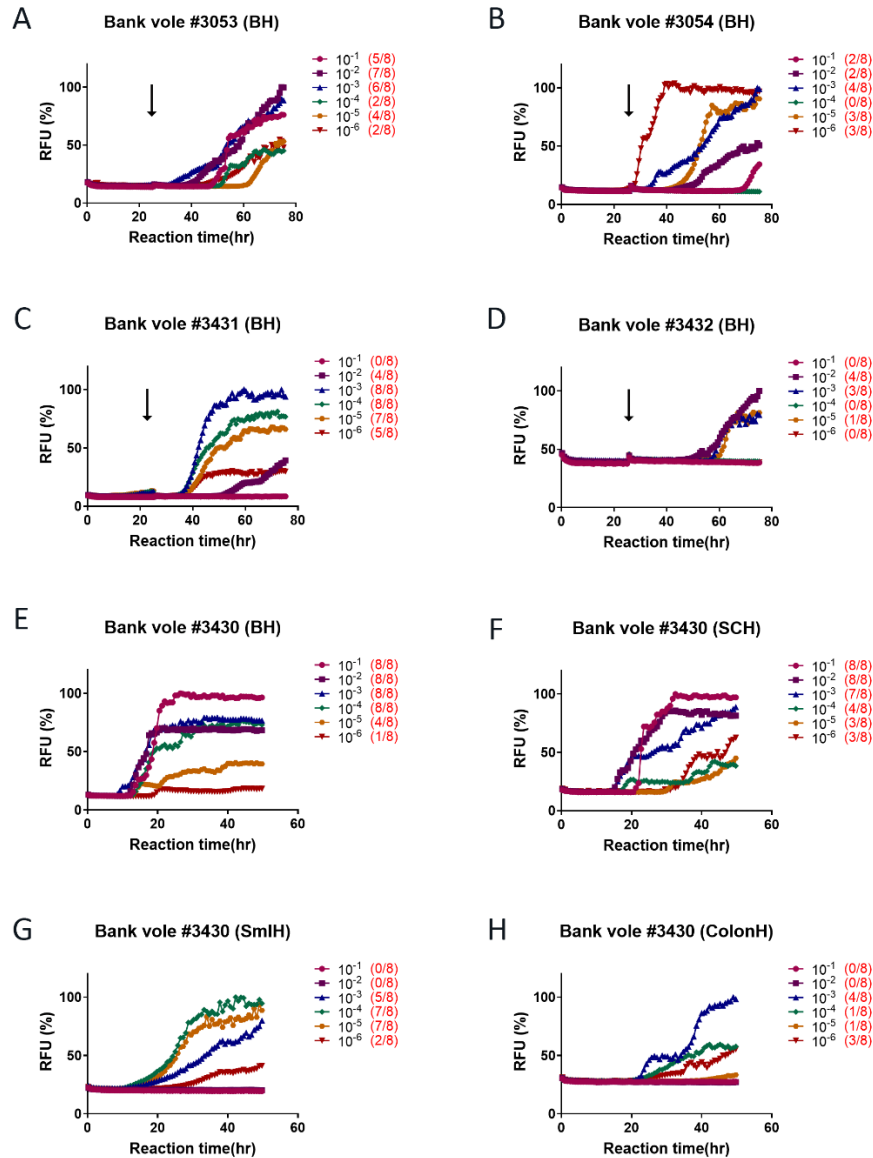 A
Bank vole #3053 (BH)
RFU (%)
100
50
0
0 20 40 60 80
Reaction time(hr)
10-1 (5/8)
10-2 (7/8)
10-3 (6/8)
10-4 (2/8)
10-5 (4/8)
10-6 (2/8)
B
Bank vole #3054 (BH)
RFU (%)
100
50
0
0 20 40 60 80
Reaction time(hr)
10-1 (2/8)
10-2 (2/8)
10-3 (4/8)
10-4 (0/8)
10-5 (3/8)
10-6 (3/8)
C
Bank vole #3431 (BH)
RFU (%)
100
50
0
0 20 40 60 80
Reaction time(hr)
10-1 (0/8)
10-2 (4/8)
10-3 (8/8)
10-4 (8/8)
10-5 (7/8)
10-6 (5/8)
D
Bank vole #3432 (BH)
RFU (%)
100
50
0
0 20 40 60 80
Reaction time(hr)
10-1 (0/8)
10-2 (4/8)
10-3 (3/8)
10-4 (0/8)
10-5 (1/8)
10-6 (0/8)
E
Bank vole #3430 (BH)
RFU (%)
100
50
0
0 20 40 60
Reaction time(hr)
10-1 (8/8)
10-2 (8/8)
10-3 (8/8)
10-4 (8/8)
10-5 (4/8)
10-6 (1/8)
F
Bank vole #3430 (SCH)
RFU (%)
100
50
0
0 20 40 60
Reaction time(hr)
10-1 (8/8)
10-2 (8/8)
10-3 (7/8)
10-4 (4/8)
10-5 (3/8)
10-6 (3/8)
G
Bank vole #3430 (SmIH)
RFU (%)
100
50
0
0 20 40 60
Reaction time(hr)
10-1 (0/8)
10-2 (0/8)
10-3 (5/8)
10-4 (7/8)
10-5 (7/8)
10-6 (2/8)
H
Bank vole #3430 (ColonH)
RFU (%)
100
50
0
0 20 40 60
Reaction time(hr)
10-1 (0/8)
10-2 (0/8)
10-3 (4/8)
10-4 (1/8)
10-5 (1/8)
10-6 (3/8)